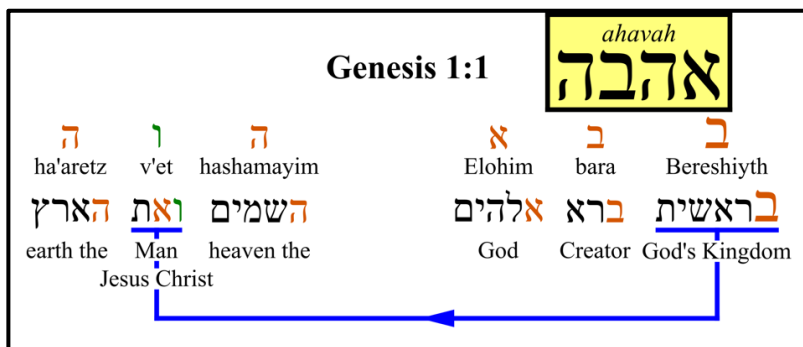 ahavah
אהבה
Genesis 1:1
ב ב א ה ו ה
ha'aretz v'et hashamayim Elohim bara Bereshiyth
בראשית ברא אלהים השמים ואת הארץ
earth the Man heaven the God Creator God's Kingdom
Jesus Christ